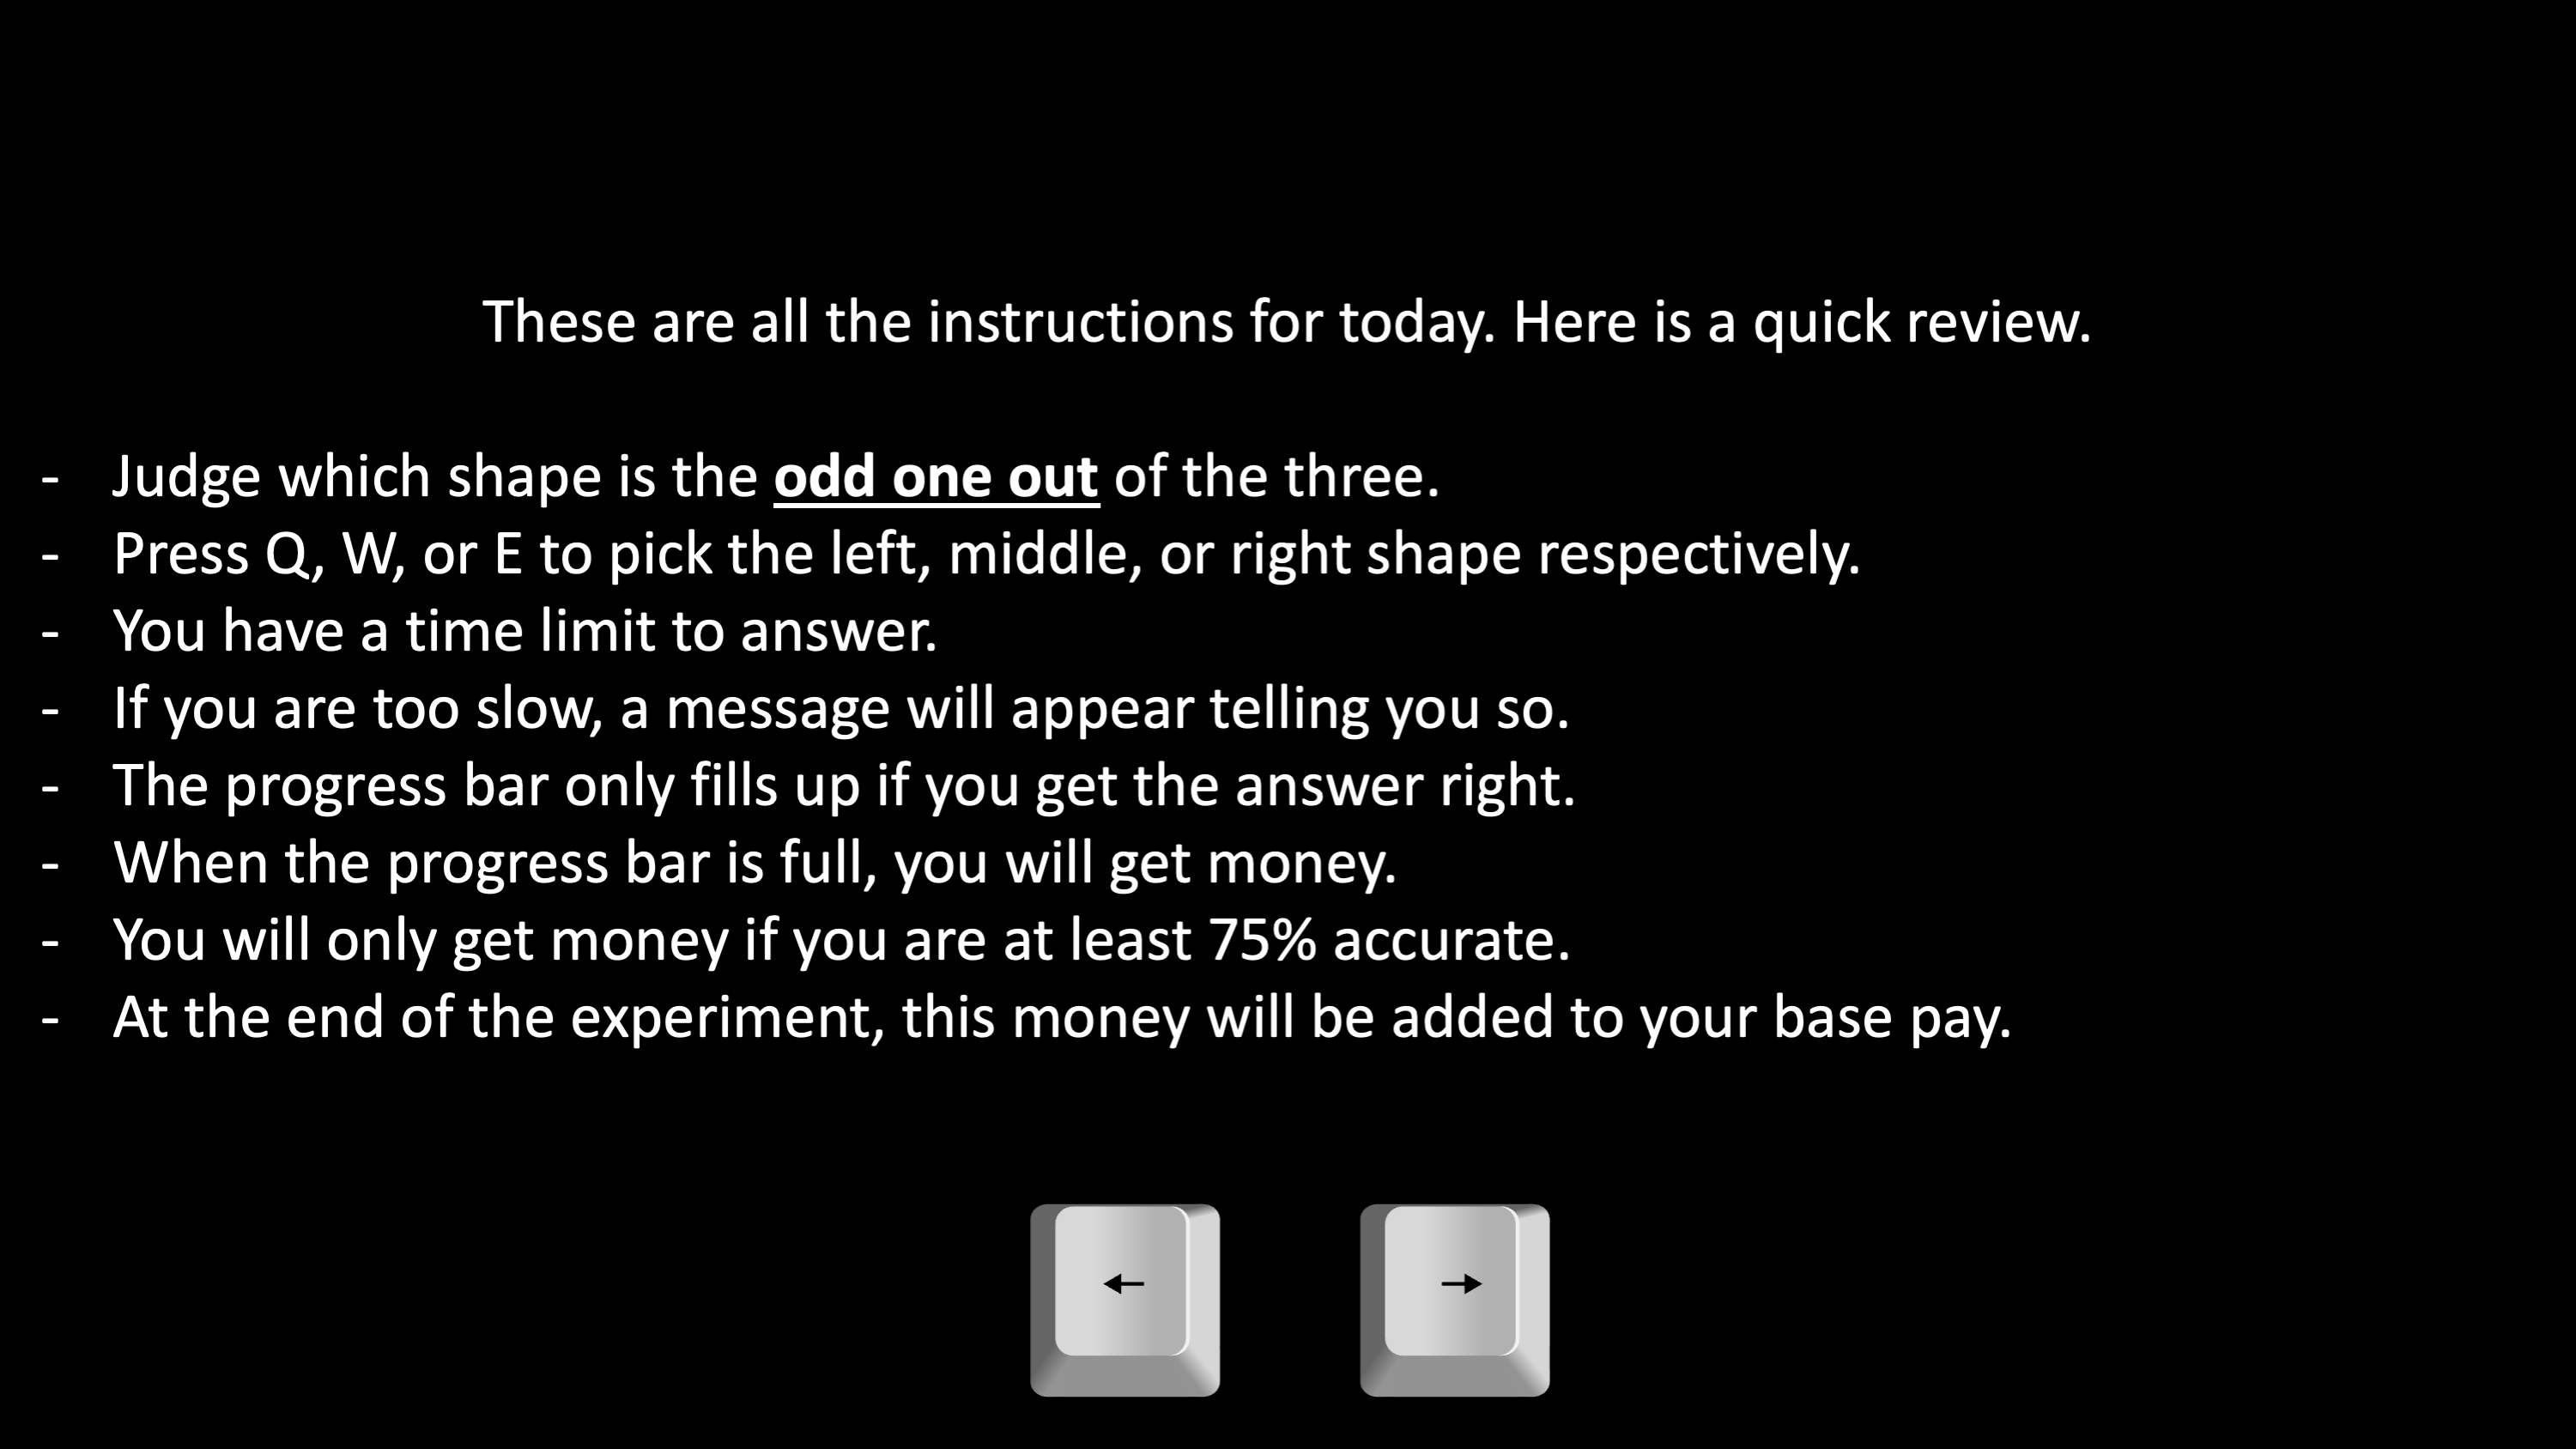 These are all the instructions for today. Here is a quick review.
- Judge which shape is the odd one out of the three.
- Press Q, W, or E to pick the left, middle, or right shape respectively.
- You have a time limit to answer.
- If you are too slow, a message will appear telling you so.
- The progress bar only fills up if you get the answer right.
- When the progress bar is full, you will get money.
- You will only get money if you are at least 75% accurate.
- At the end of the experiment, this money will be added to your base pay.
← →